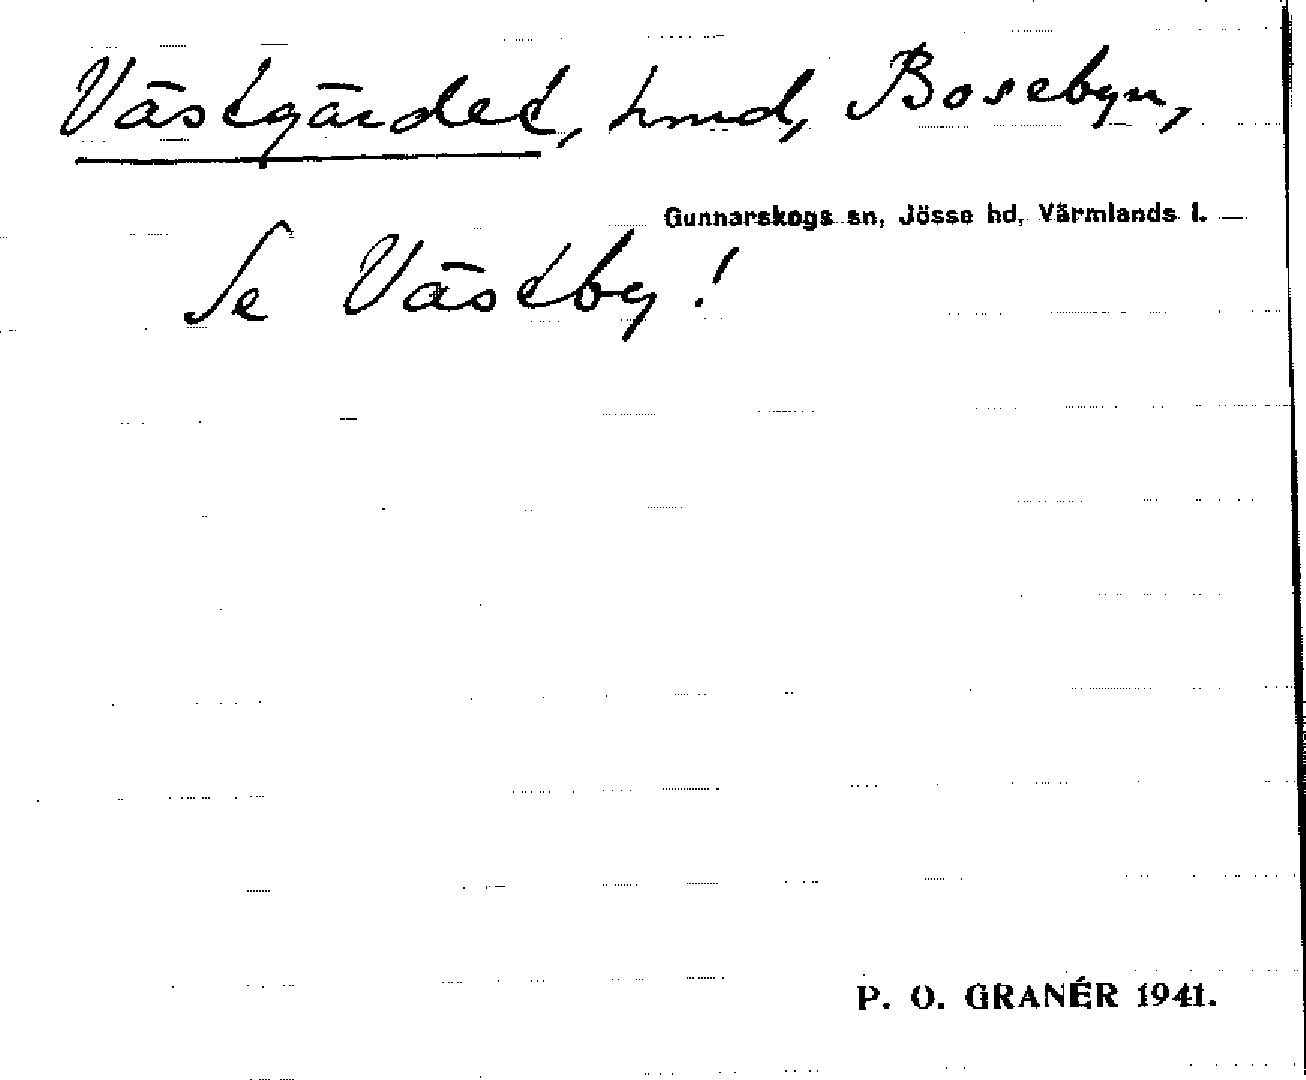 Västgärdet, hmd, Bosebyn,
Gunnarskogs sn, Jösse hd, Värmlands l.
Se Västby!
P. O. GRANÉR 1941.